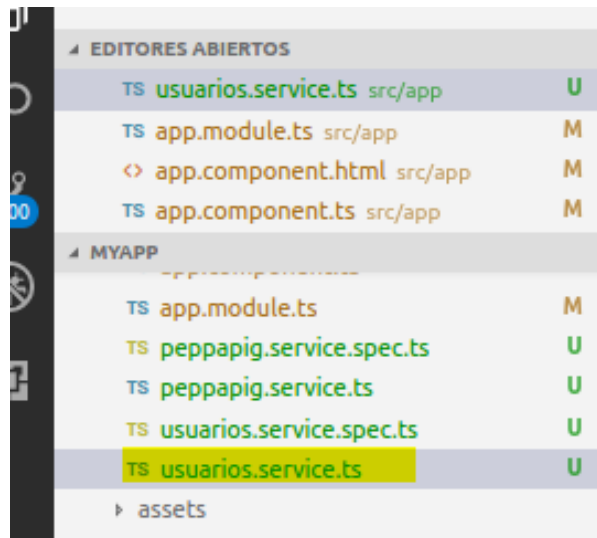 EDITORES ABIERTOS
TS usuarios.service.ts src/app U
TS app.module.ts src/app M
<> app.component.html src/app M
TS app.component.ts src/app M
MYAPP
TS app.module.ts M
TS peppapig.service.spec.ts U
TS peppapig.service.ts U
TS usuarios.service.spec.ts U
TS usuarios.service.ts U
assets